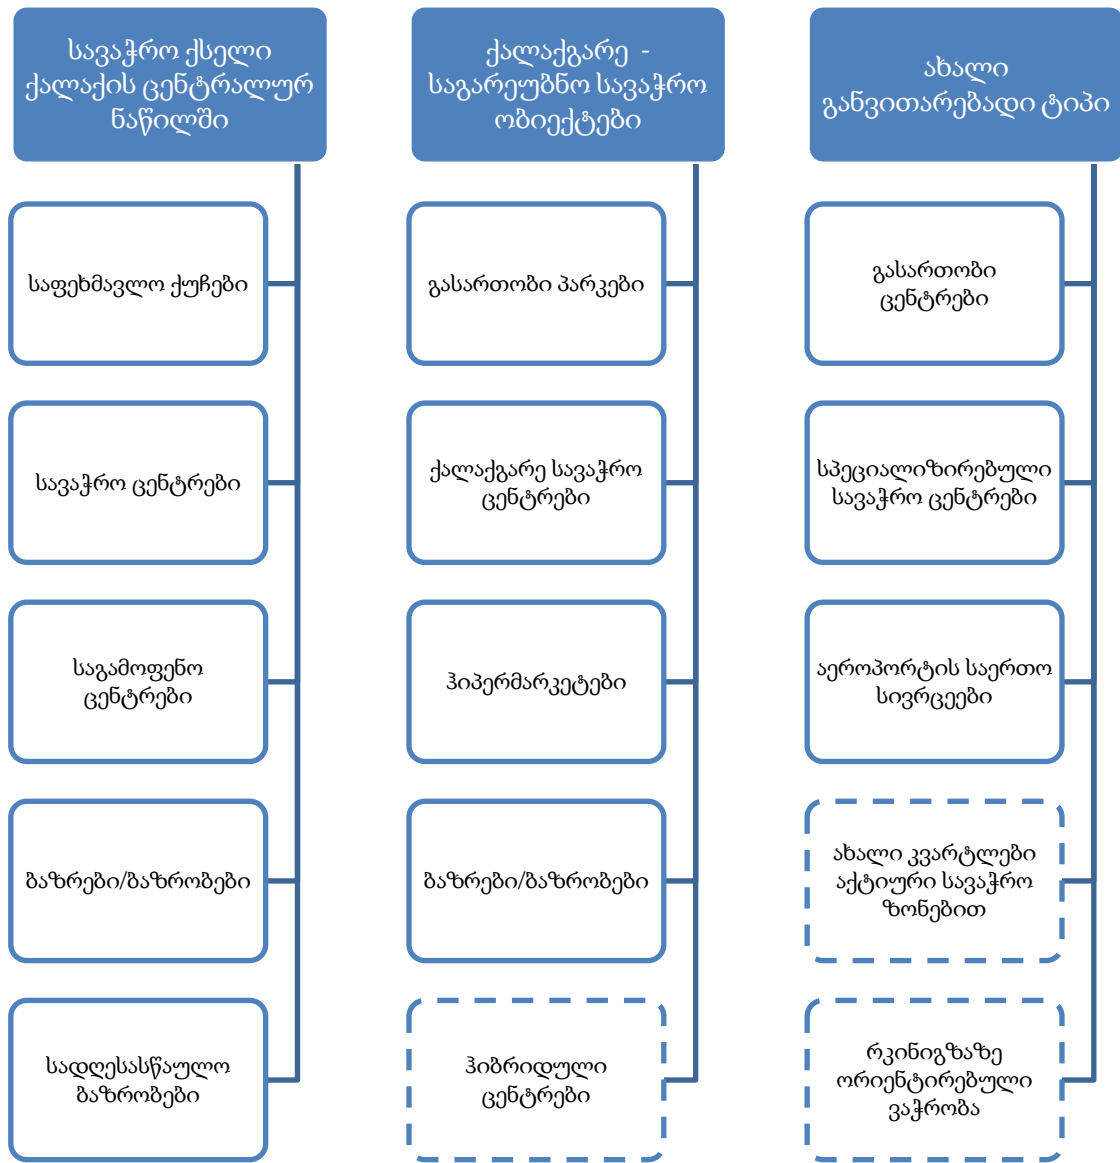 სავაჭრო ქსელი
ქალაქის ცენტრალურ
ნაწილში
საფეხმავლო ქუჩები
სავაჭრო ცენტრები
საგამოფენო
ცენტრები
ბაზრები/ბაზრობები
სადღესასწაულო
ბაზრობები
ქალაქგარე -
საგარეუბნო სავაჭრო
ობიექტები
გასართობი პარკები
ქალაქგარე სავაჭრო
ცენტრები
ჰიპერმარკეტები
ბაზრები/ბაზრობები
ჰიბრიდული
ცენტრები
ახალი
განვითარებადი ტიპი
გასართობი
ცენტრები
სპეციალიზირებული
სავაჭრო ცენტრები
აეროპორტის საერთო
სივრცეები
ახალი კვარტლები
აქტიური სავაჭრო
ზონებით
რკინიგზაზე
ორიენტირებული
ვაჭრობა